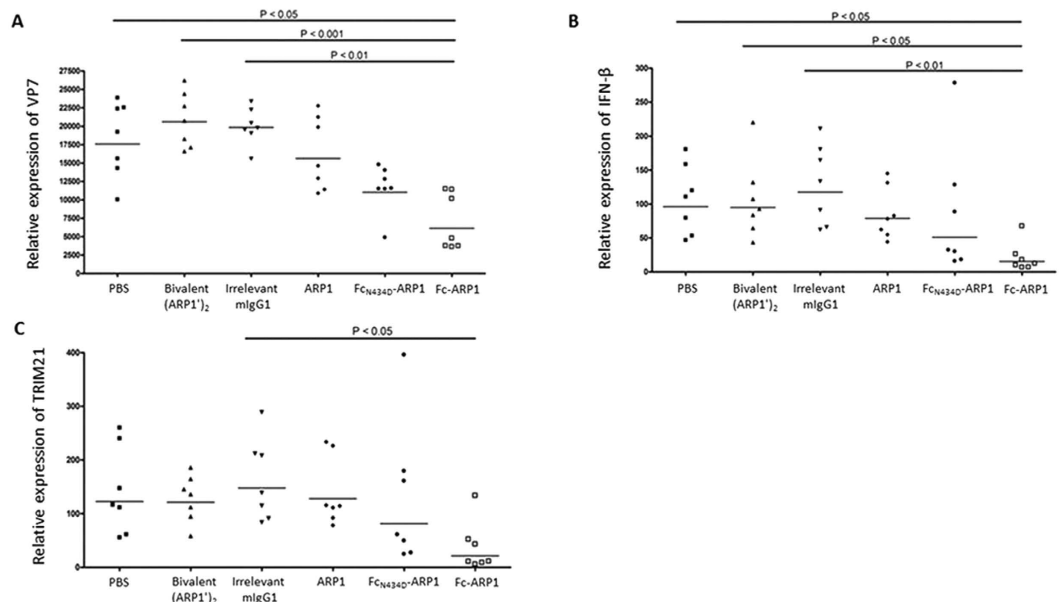 A
P < 0.05
P < 0.001
P < 0.01
Relative expression of VP7
27500
25000
22500
20000
17500
15000
12500
10000
7500
5000
2500
0
PBS Bivalent Irrelevant ARP1 FcN434D-ARP1 Fc-ARP1
(ARP1')2 mIgG1
B
P < 0.05
P < 0.05
P < 0.01
Relative expression of IFN-β
300
250
200
150
100
50
0
PBS Bivalent Irrelevant ARP1 FcN434D-ARP1 Fc-ARP1
(ARP1')2 mIgG1
C
P < 0.05
Relative expression of TRIM21
400
300
200
100
0
PBS Bivalent Irrelevant ARP1 FcN434D-ARP1 Fc-ARP1
(ARP1')2 mIgG1